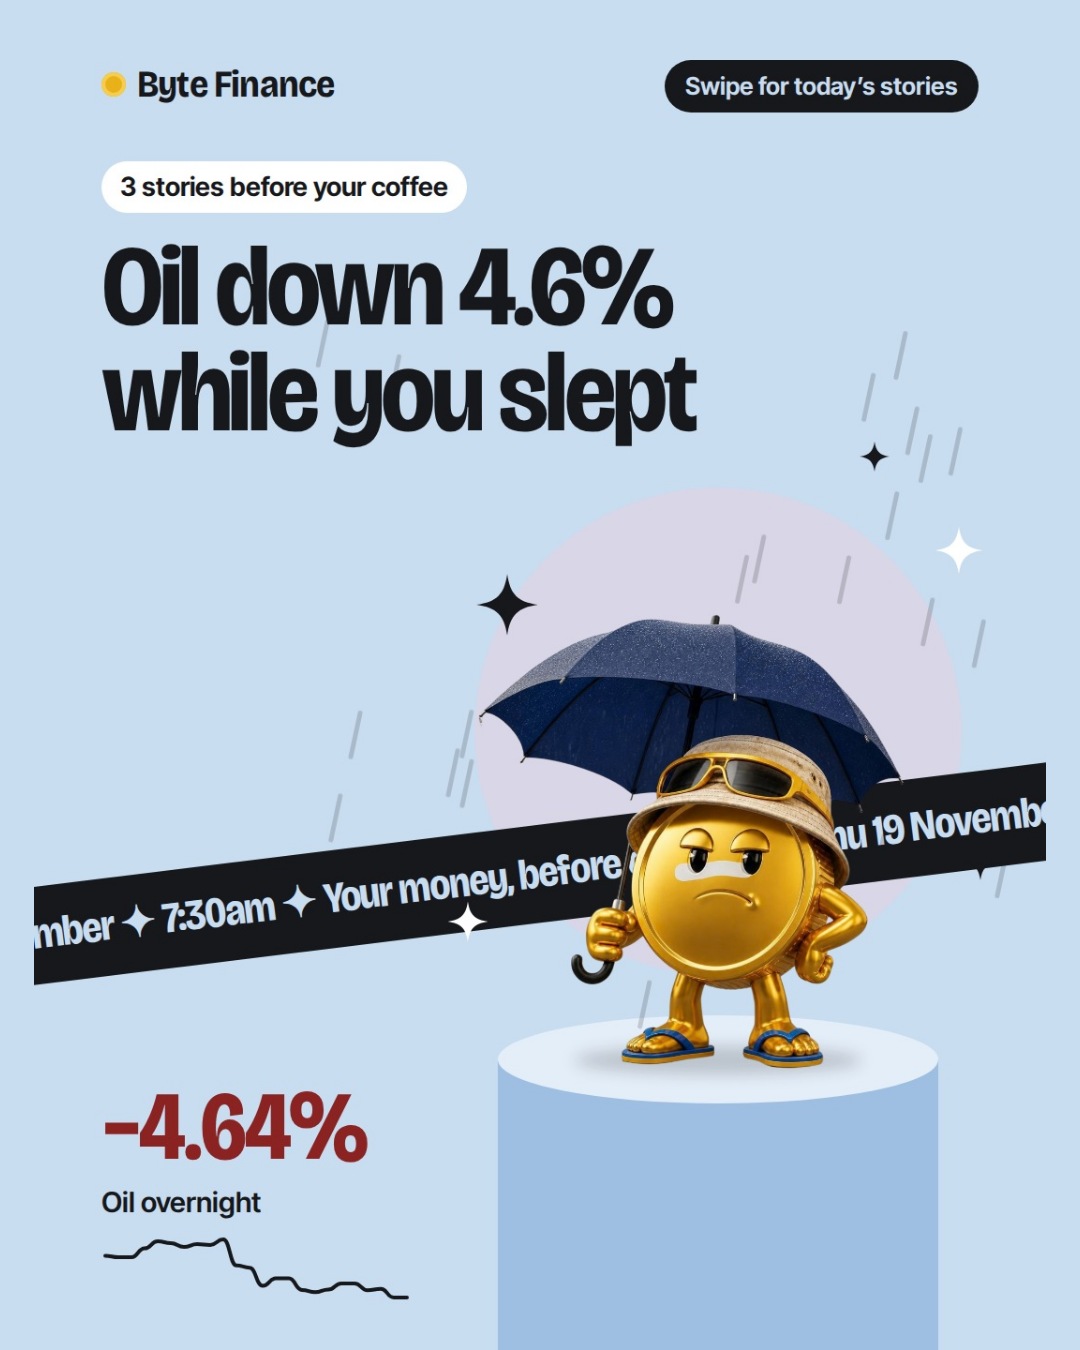 Byte Finance
Swipe for today’s stories
3 stories before your coffee
Oil down 4.6%
while you slept
7:30am ✦ Your money, before
19 November
−4.64%
Oil overnight